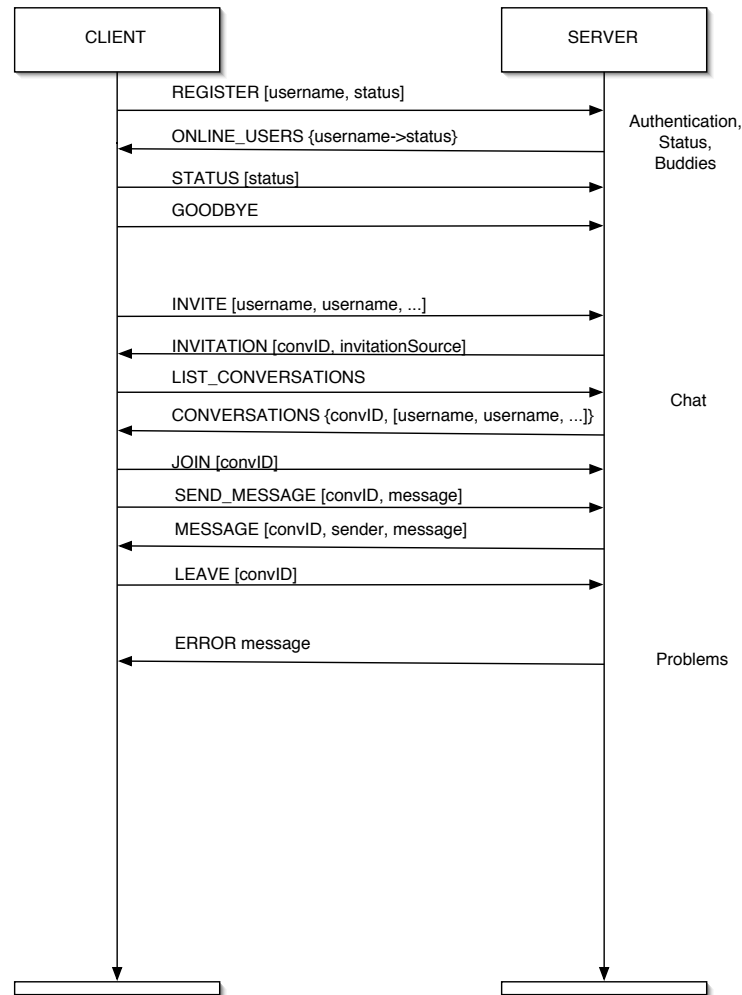 CLIENT
SERVER
REGISTER [username, status]
ONLINE_USERS {username->status}
Authentication,
Status,
Buddies
STATUS [status]
GOODBYE
INVITE [username, username, ...]
INVITATION [convID, invitationSource]
LIST_CONVERSATIONS
Chat
CONVERSATIONS {convID, [username, username, ...]}
JOIN [convID]
SEND_MESSAGE [convID, message]
MESSAGE [convID, sender, message]
LEAVE [convID]
ERROR message
Problems